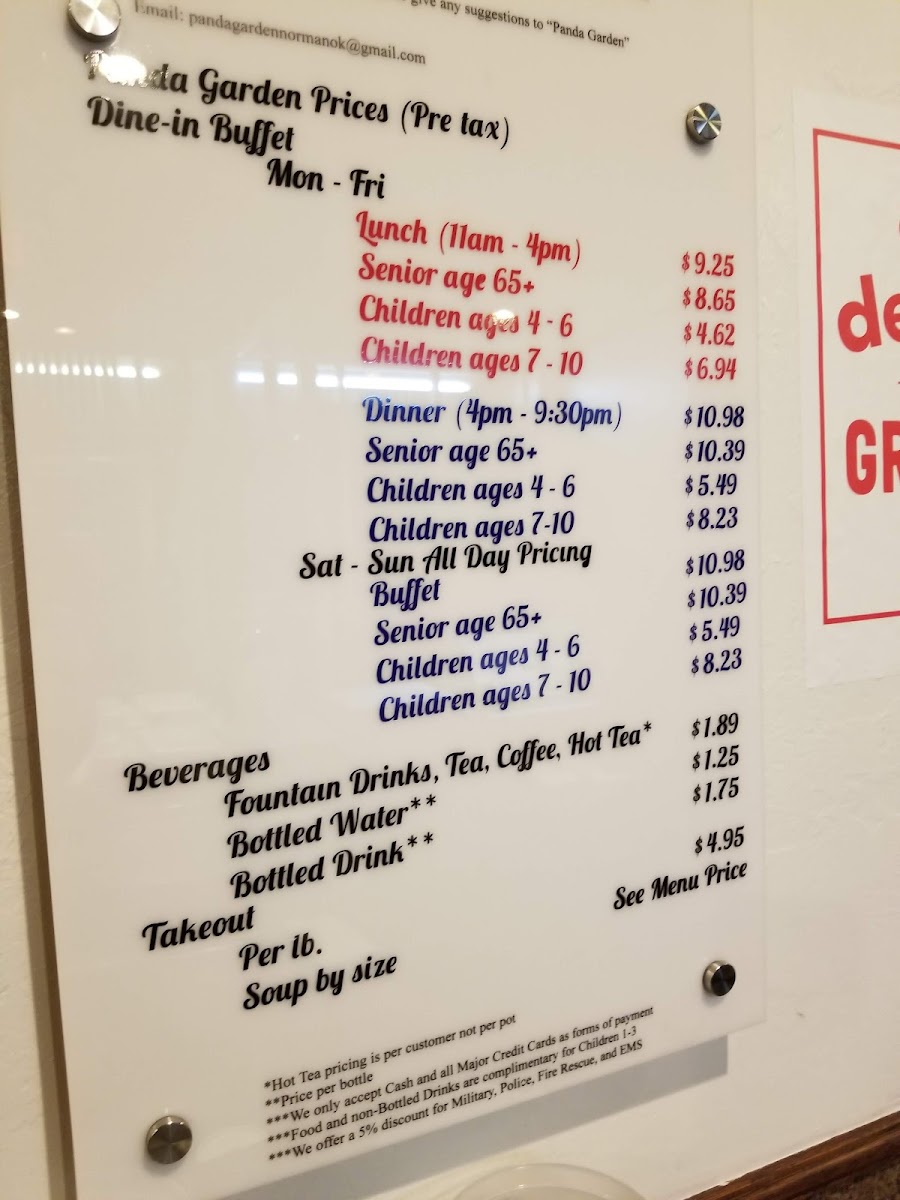 give any suggestions to "Panda Garden"
Email: pandagardennormanok@gmail.com
Panda Garden Prices (Pre tax)
Dine-in Buffet
Mon - Fri
Lunch (11am - 4pm) $9.25
Senior age 65+ $8.65
Children ages 4 - 6 $4.62
Children ages 7 - 10 $6.94
Dinner (4pm - 9:30pm) $10.98
Senior age 65+ $10.39
Children ages 4 - 6 $5.49
Children ages 7-10 $8.23
Sat - Sun All Day Pricing
Buffet $10.98
Senior age 65+ $10.39
Children ages 4 - 6 $5.49
Children ages 7 - 10 $8.23
Beverages
Fountain Drinks, Tea, Coffee, Hot Tea* $1.89
Bottled Water** $1.25
Bottled Drink** $1.75
Takeout
Per lb. $4.95
Soup by size See Menu Price
*Hot Tea pricing is per customer not per pot
**Price per bottle
***We only accept Cash and all Major Credit Cards as forms of payment
***Food and non-Bottled Drinks are complimentary for Children 1-3
***We offer a 5% discount for Military, Police, Fire Rescue, and EMS
de
GR